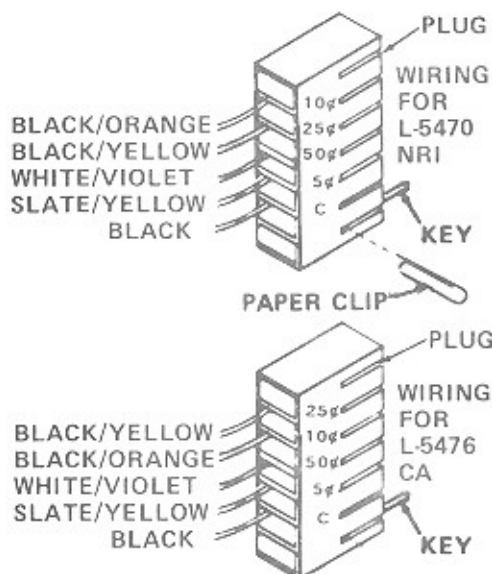 PLUG
WIRING
FOR
L-5470
NRI
10¢
25¢
50¢
5¢
C
BLACK/ORANGE
BLACK/YELLOW
WHITE/VIOLET
SLATE/YELLOW
BLACK
KEY
PAPER CLIP
PLUG
WIRING
FOR
L-5476
CA
25¢
10¢
50¢
5¢
C
BLACK/YELLOW
BLACK/ORANGE
WHITE/VIOLET
SLATE/YELLOW
BLACK
KEY